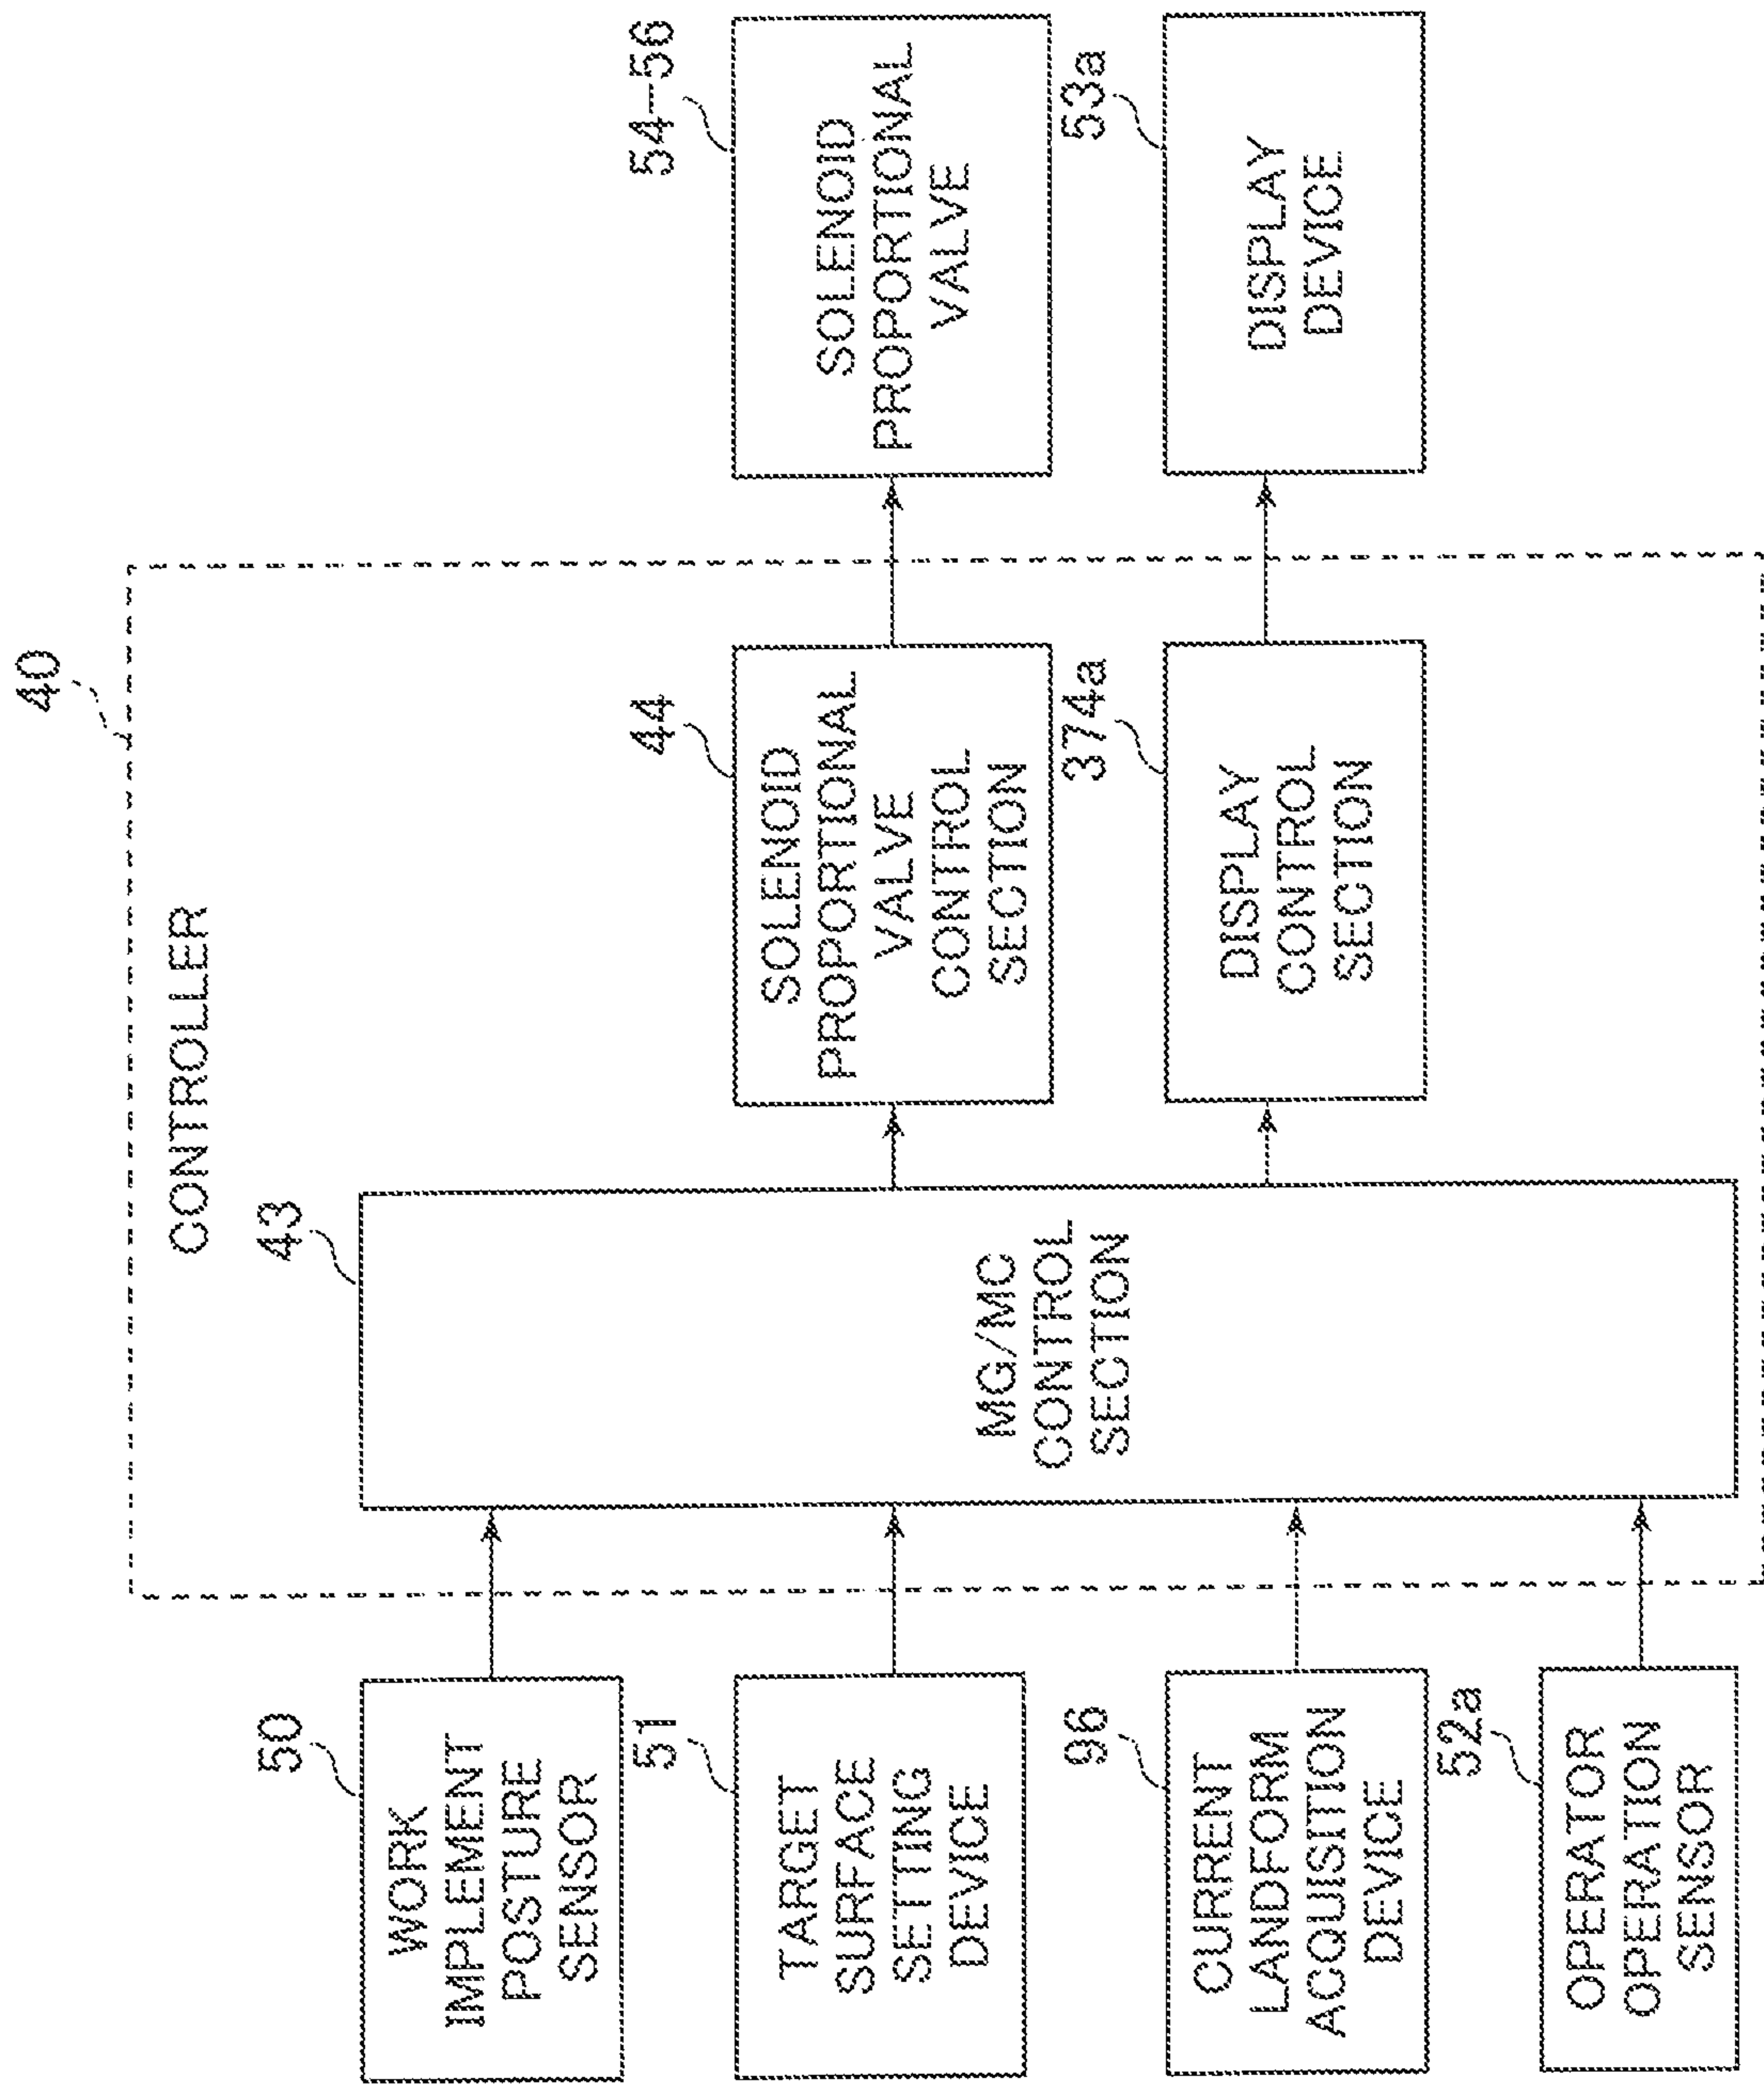 40
CONTROLLER
50
WORK
IMPLEMENT
POSTURE
SENSOR
51
TARGET
SURFACE
SETTING
DEVICE
96
CURRENT
LANDFORM
ACQUISITION
DEVICE
52a
OPERATOR
OPERATION
SENSOR
43
MG/MC
CONTROL
SECTION
44
SOLENOID
PROPORTIONAL
VALVE
CONTROL
SECTION
374a
DISPLAY
CONTROL
SECTION
54-56
SOLENOID
PROPORTIONAL
VALVE
53a
DISPLAY
DEVICE